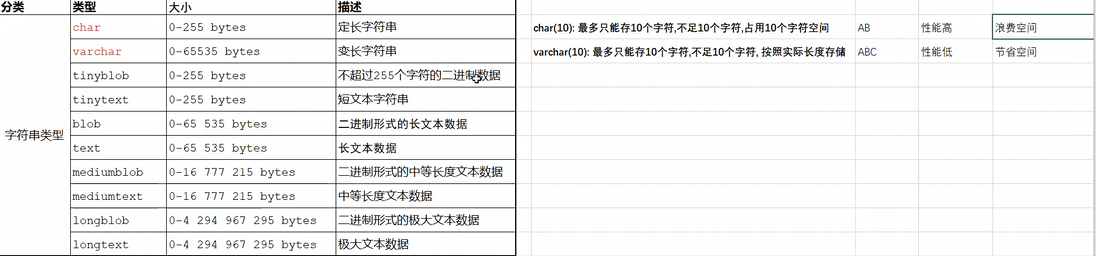 分类 类型 大小 描述
char 0-255 bytes 定长字符串 char(10): 最多只能存10个字符,不足10个字符,占用10个字符空间 AB 性能高 浪费空间
varchar 0-65535 bytes 变长字符串 varchar(10): 最多只能存10个字符,不足10个字符, 按照实际长度存储 ABC 性能低 节省空间
tinyblob 0-255 bytes 不超过255个字符的二进制数据
tinytext 0-255 bytes 短文本字符串
blob 0-65 535 bytes 二进制形式的长文本数据
字符串类型
text 0-65 535 bytes 长文本数据
mediumblob 0-16 777 215 bytes 二进制形式的中等长度文本数据
mediumtext 0-16 777 215 bytes 中等长度文本数据
longblob 0-4 294 967 295 bytes 二进制形式的极大文本数据
longtext 0-4 294 967 295 bytes 极大文本数据